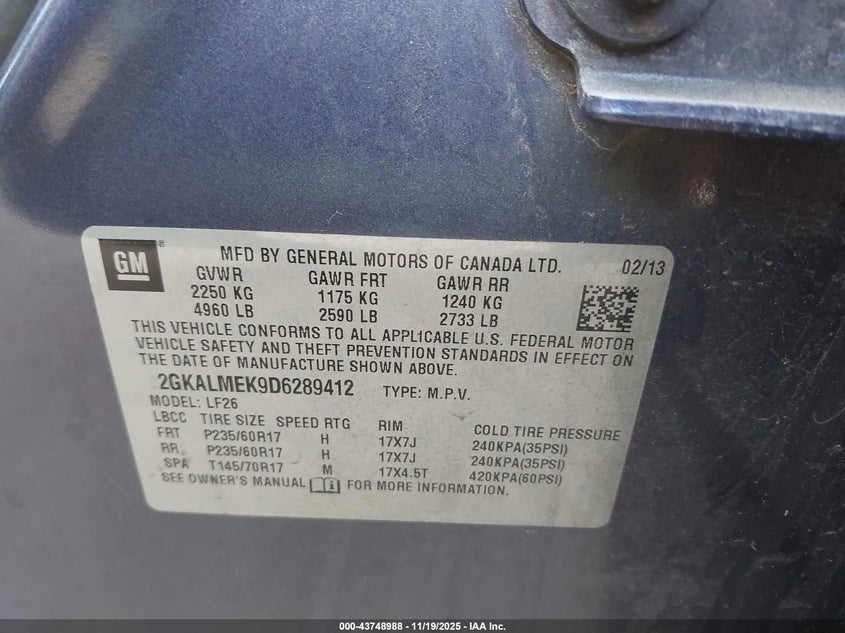 GM ®
MFD BY GENERAL MOTORS OF CANADA LTD. 02/13
GVWR GAWR FRT GAWR RR
2250 KG 1175 KG 1240 KG
4960 LB 2590 LB 2733 LB
THIS VEHICLE CONFORMS TO ALL APPLICABLE U.S. FEDERAL MOTOR
VEHICLE SAFETY AND THEFT PREVENTION STANDARDS IN EFFECT ON
THE DATE OF MANUFACTURE SHOWN ABOVE.
2GKALMEK9D6289412 TYPE: M.P.V.
MODEL: LF26
LBCC TIRE SIZE SPEED RTG RIM COLD TIRE PRESSURE
FRT P235/60R17 H 17X7J 240KPA(35PSI)
RR P235/60R17 H 17X7J 240KPA(35PSI)
SPA T145/70R17 M 17X4.5T 420KPA(60PSI)
SEE OWNER'S MANUAL FOR MORE INFORMATION.
000-43748988 - 11/19/2025 - IAA Inc.